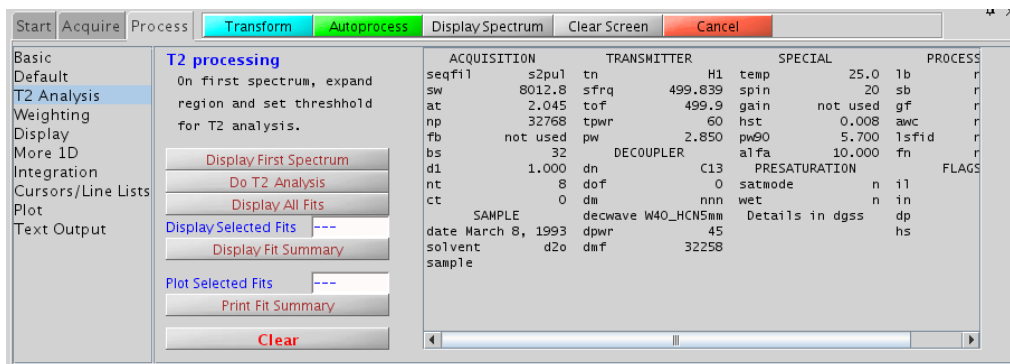 Start Acquire Process Transform Autoprocess Display Spectrum Clear Screen Cancel
Basic
Default
T2 Analysis
Weighting
Display
More 1D
Integration
Cursors/Line Lists
Plot
Text Output
T2 processing
On first spectrum, expand
region and set threshhold
for T2 analysis.
Display First Spectrum
Do T2 Analysis
Display All Fits
Display Selected Fits ---
Display Fit Summary
Plot Selected Fits ---
Print Fit Summary
Clear
ACQUISITION TRANSMITTER SPECIAL PROCESS
seqfil s2pul tn H1 temp 25.0 lb r
sw 8012.8 sfrq 499.839 spin 20 sb r
at 2.045 tof 499.9 gain not used gf r
np 32768 tpwr 60 hst 0.008 awc r
fb not used pw 2.850 pw90 5.700 lsfid r
bs 32 DECOUPLER alfa 10.000 fn r
d1 1.000 dn C13 PRESATURATION FLAGS
nt 8 dof 0 satmode n il
ct 0 dm nnn wet n in
SAMPLE decwave W40_HCN5mm Details in dgss dp
date March 8, 1993 dpwr 45 hs
solvent d2o dmf 32258
sample